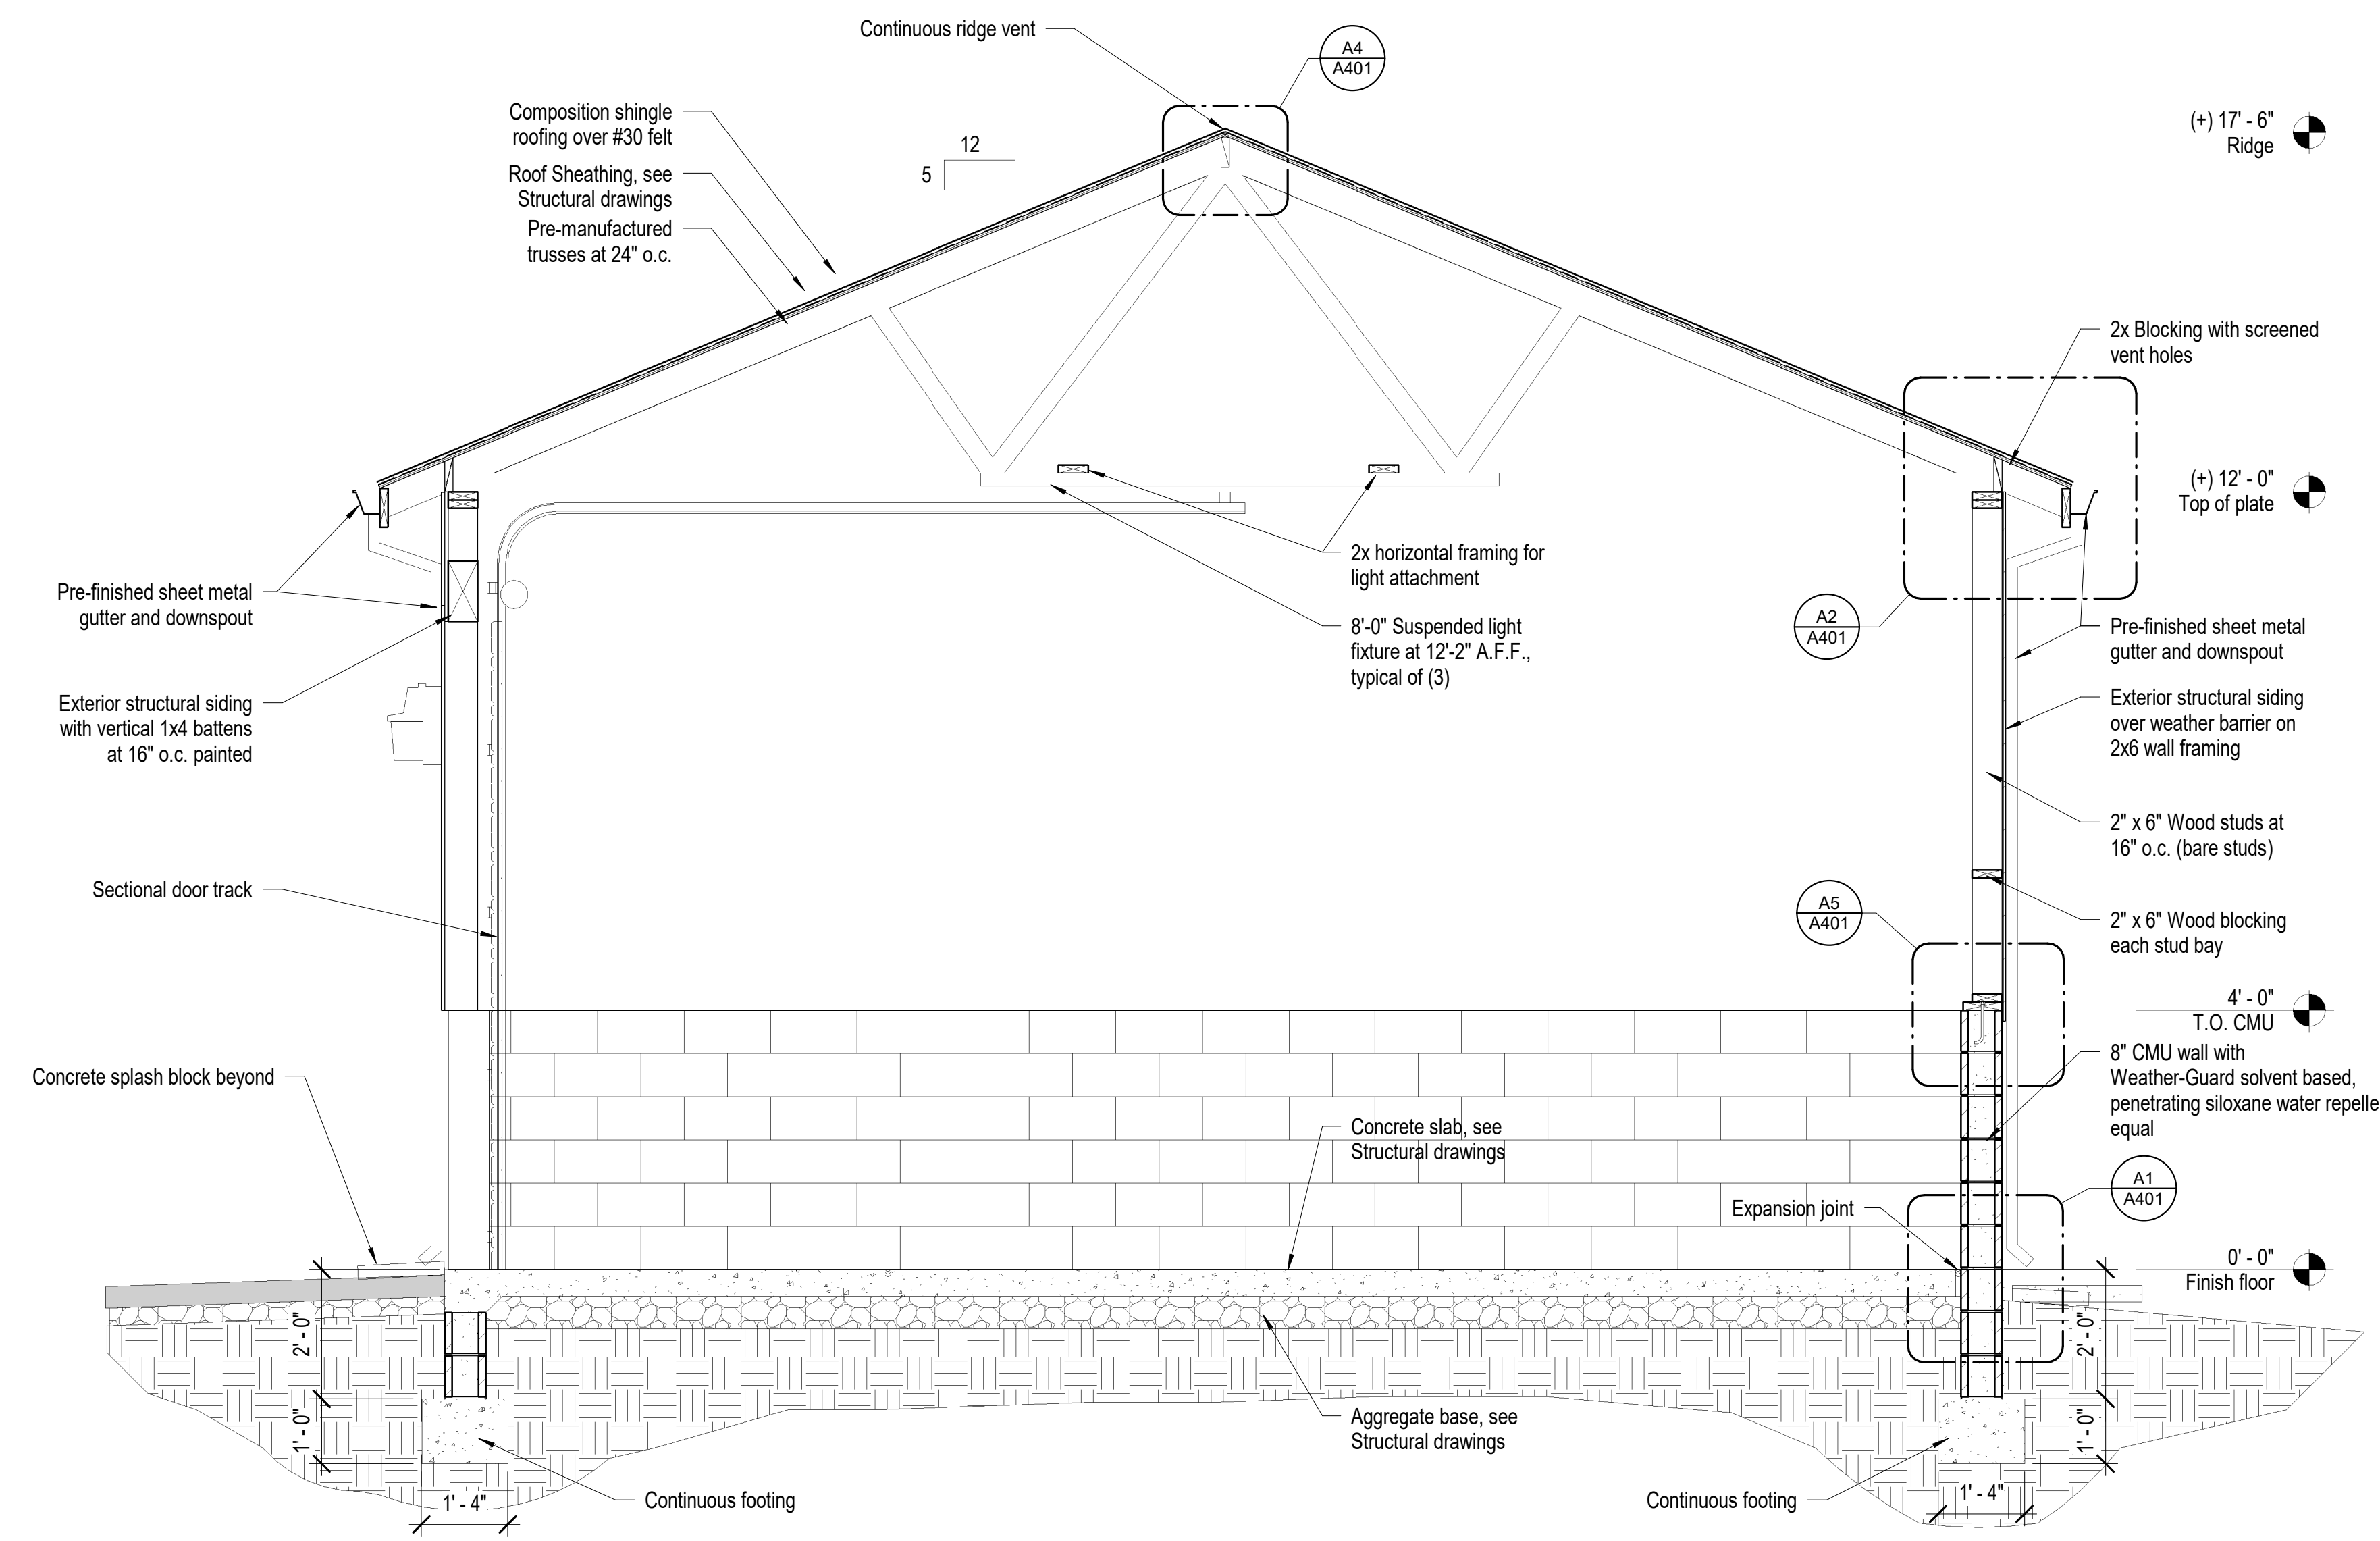 Continuous ridge vent
A4
A401
Composition shingle
roofing over #30 felt
12
5
(+) 17' - 6"
Ridge
Roof Sheathing, see
Structural drawings
Pre-manufactured
trusses at 24" o.c.
2x Blocking with screened
vent holes
(+) 12' - 0"
Top of plate
2x horizontal framing for
light attachment
Pre-finished sheet metal
gutter and downspout
8'-0" Suspended light
fixture at 12'-2" A.F.F.,
typical of (3)
A2
A401
Pre-finished sheet metal
gutter and downspout
Exterior structural siding
with vertical 1x4 battens
at 16" o.c. painted
Exterior structural siding
over weather barrier on
2x6 wall framing
2" x 6" Wood studs at
16" o.c. (bare studs)
Sectional door track
A5
A401
2" x 6" Wood blocking
each stud bay
4' - 0"
T.O. CMU
8" CMU wall with
Weather-Guard solvent based,
penetrating siloxane water repelle
equal
Concrete splash block beyond
Concrete slab, see
Structural drawings
A1
A401
Expansion joint
0' - 0"
Finish floor
2' - 0"
2' - 0"
1' - 0"
1' - 0"
Aggregate base, see
Structural drawings
1' - 4"
Continuous footing
Continuous footing
1' - 4"